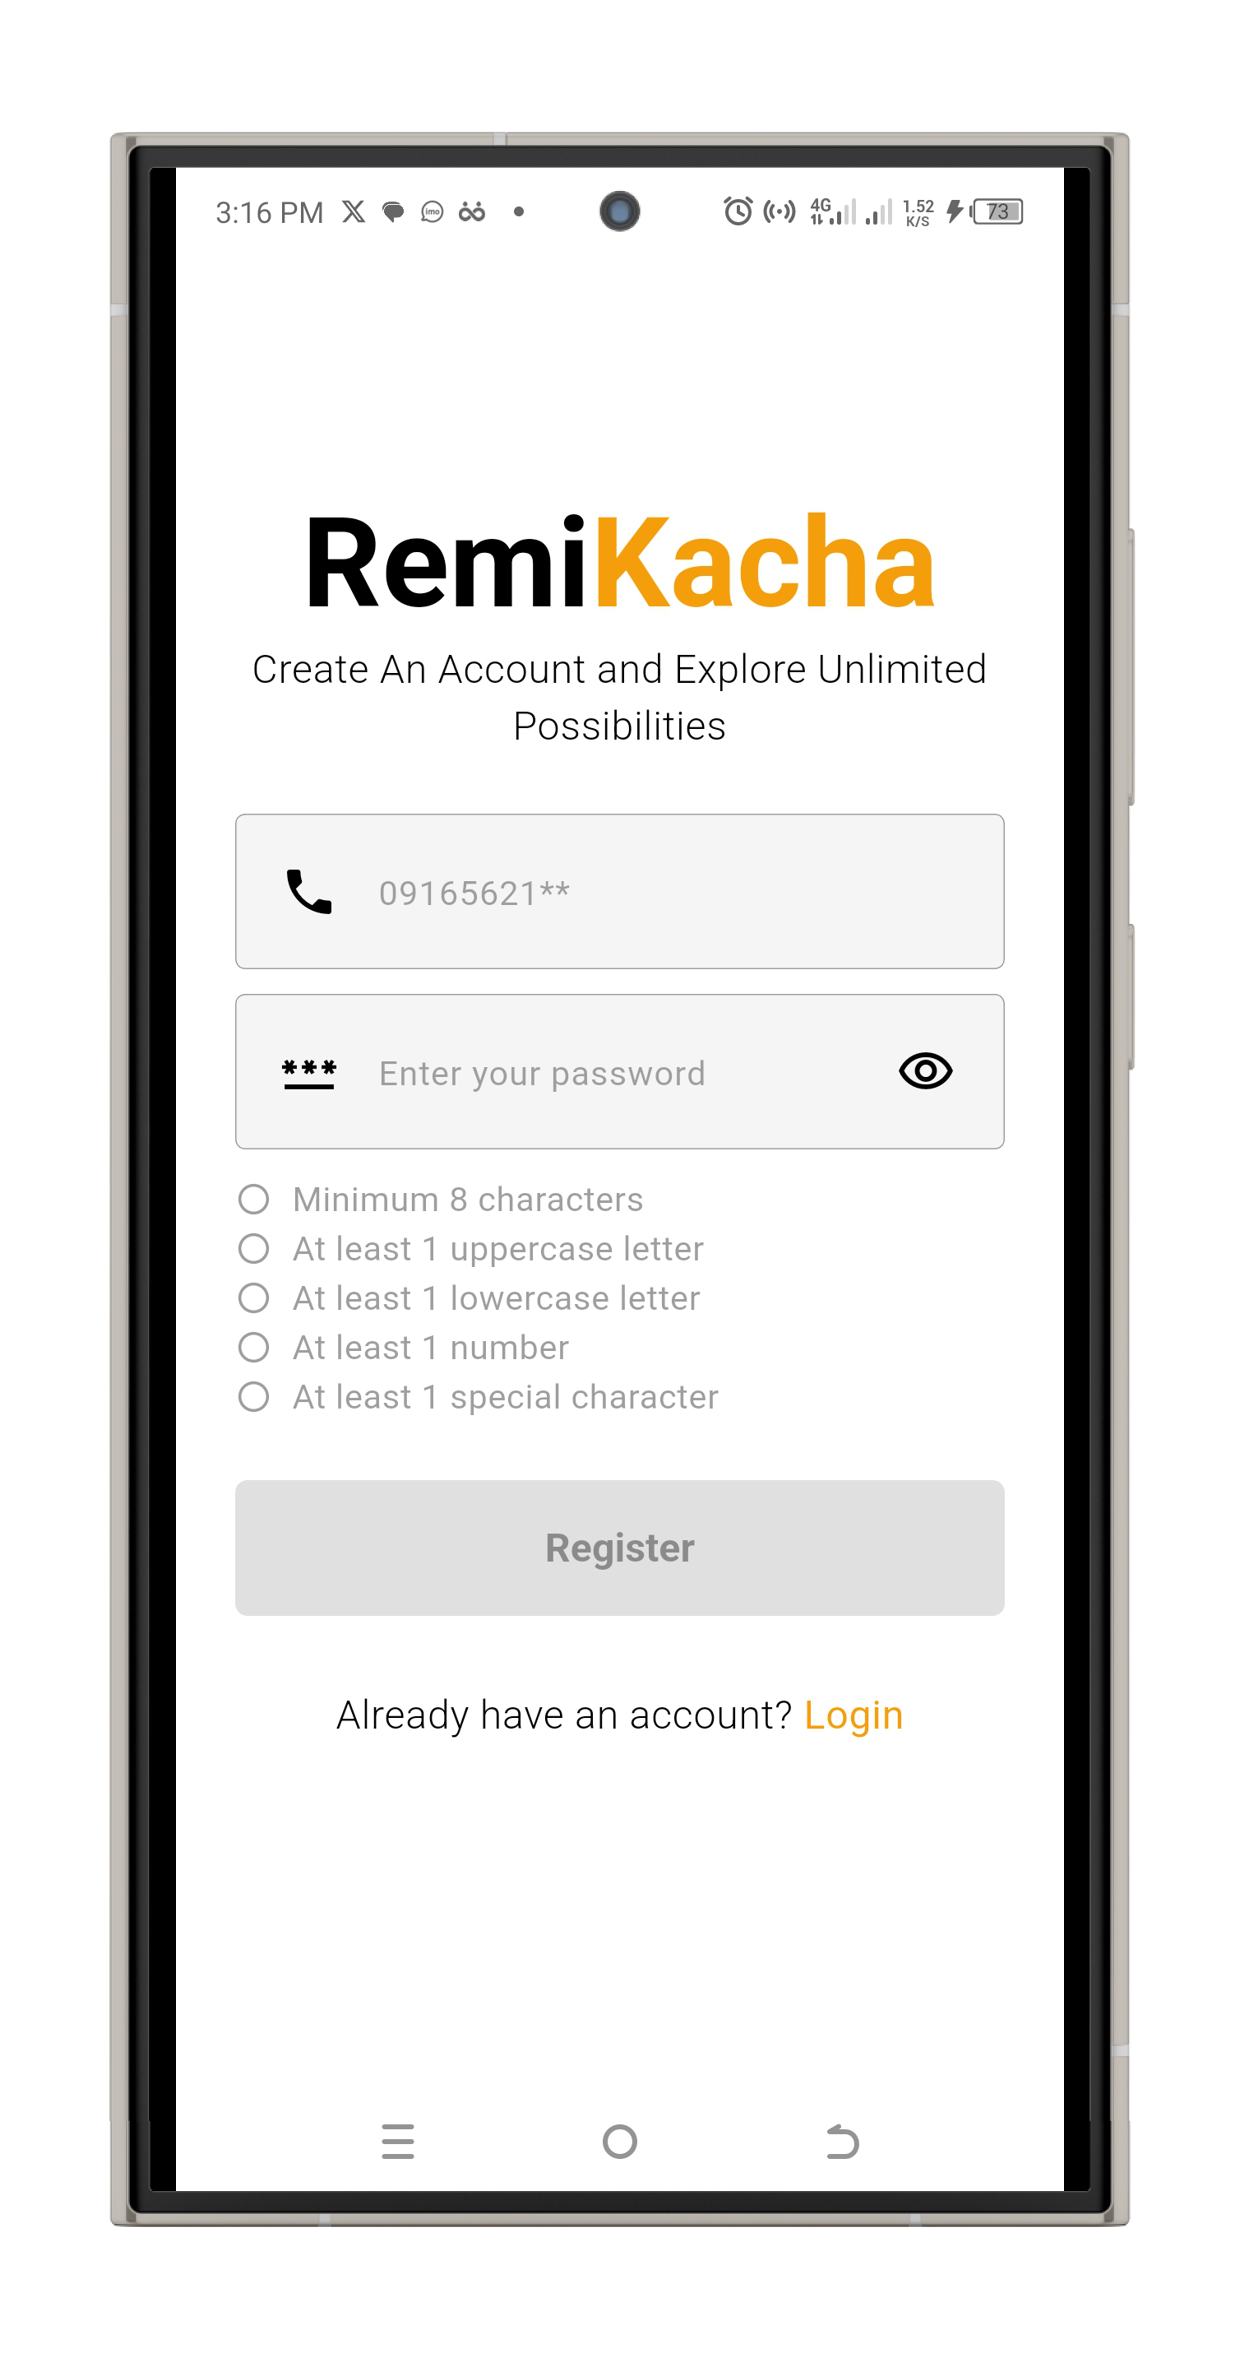 3:16 PM imo 4G 1.52 K/S 73
RemiKacha
Create An Account and Explore Unlimited
Possibilities
09165621**
*** Enter your password
Minimum 8 characters
At least 1 uppercase letter
At least 1 lowercase letter
At least 1 number
At least 1 special character
Register
Already have an account? Login